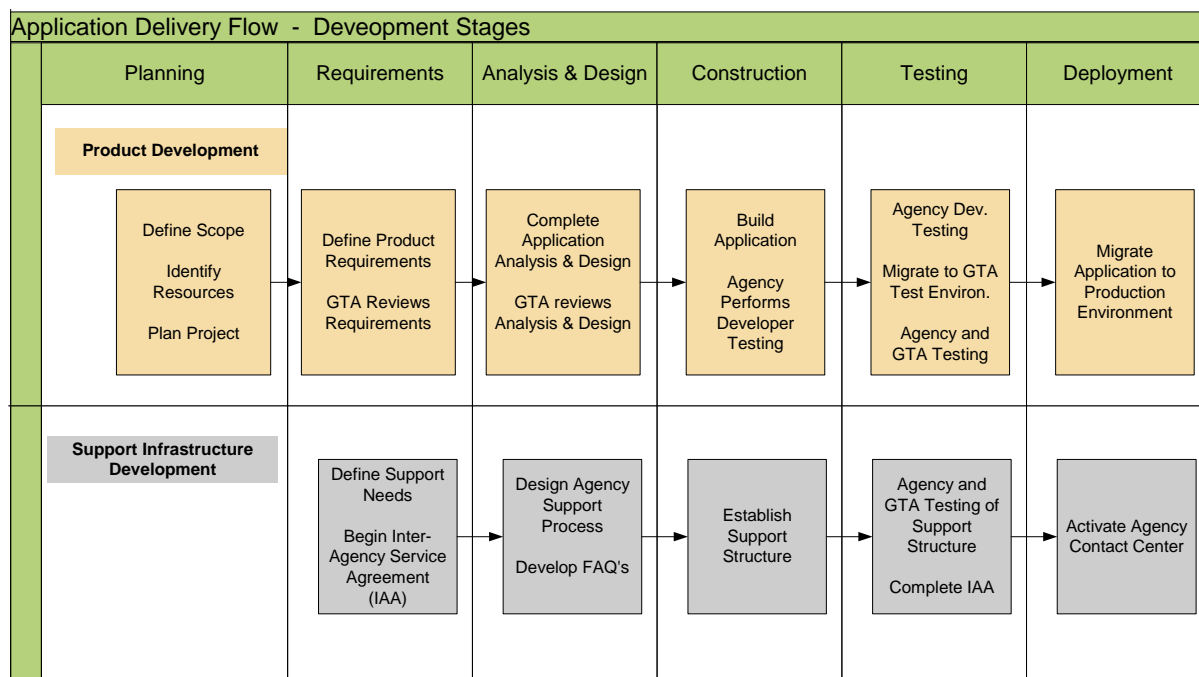 Application Delivery Flow - Deveopment Stages
Planning
Requirements
Analysis & Design
Construction
Testing
Deployment
Product Development
Define Scope
Identify
Resources
Plan Project
Define Product
Requirements
GTA Reviews
Requirements
Complete
Application
Analysis & Design
GTA reviews
Analysis & Design
Build
Application
Agency
Performs
Developer
Testing
Agency Dev.
Testing
Migrate to GTA
Test Environ.
Agency and
GTA Testing
Migrate
Application to
Production
Environment
Support Infrastructure
Development
Define Support
Needs
Begin Inter-
Agency Service
Agreement
(IAA)
Design Agency
Support
Process
Develop FAQ's
Establish
Support
Structure
Agency and
GTA Testing of
Support
Structure
Complete IAA
Activate Agency
Contact Center